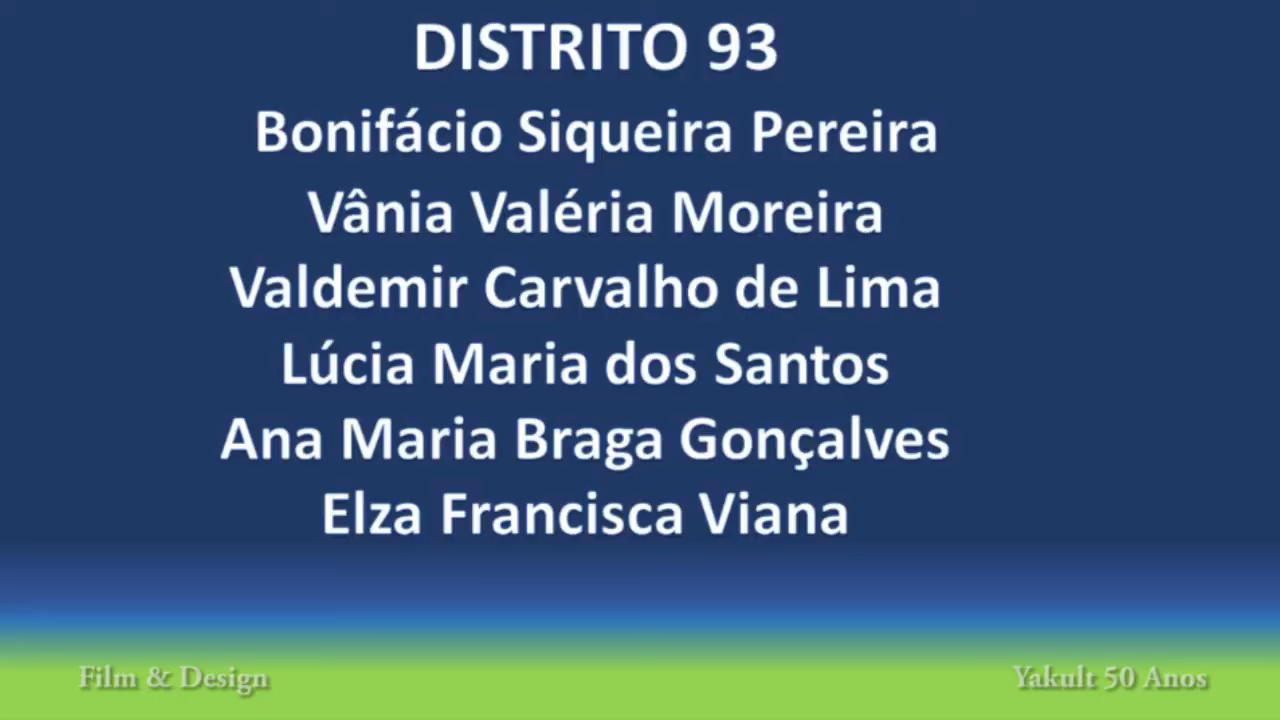 DISTRITO 93
Bonifácio Siqueira Pereira
Vânia Valéria Moreira
Valdemir Carvalho de Lima
Lúcia Maria dos Santos
Ana Maria Braga Gonçalves
Elza Francisca Viana
Film & Design
Yakult 50 Anos